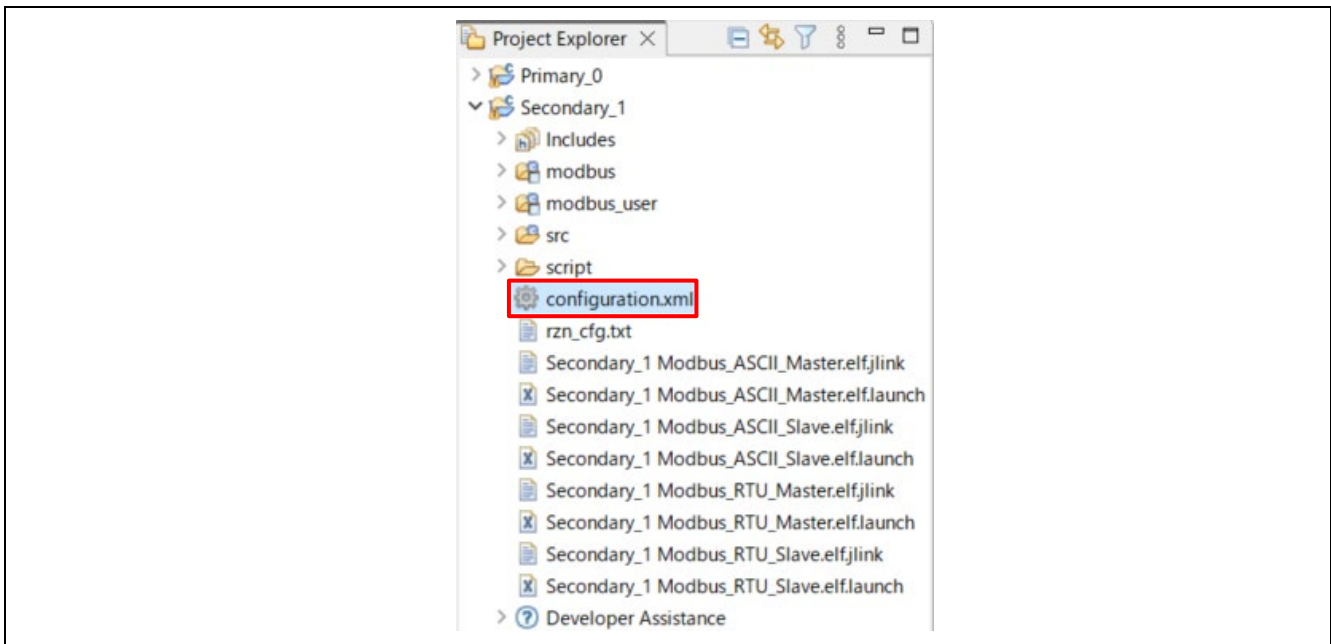 Project Explorer
Primary_0
Secondary_1
Includes
modbus
modbus_user
src
script
configuration.xml
rzn_cfg.txt
Secondary_1 Modbus_ASCII_Master.elf.jlink
Secondary_1 Modbus_ASCII_Master.elf.launch
Secondary_1 Modbus_ASCII_Slave.elf.jlink
Secondary_1 Modbus_ASCII_Slave.elf.launch
Secondary_1 Modbus_RTU_Master.elf.jlink
Secondary_1 Modbus_RTU_Master.elf.launch
Secondary_1 Modbus_RTU_Slave.elf.jlink
Secondary_1 Modbus_RTU_Slave.elf.launch
Developer Assistance